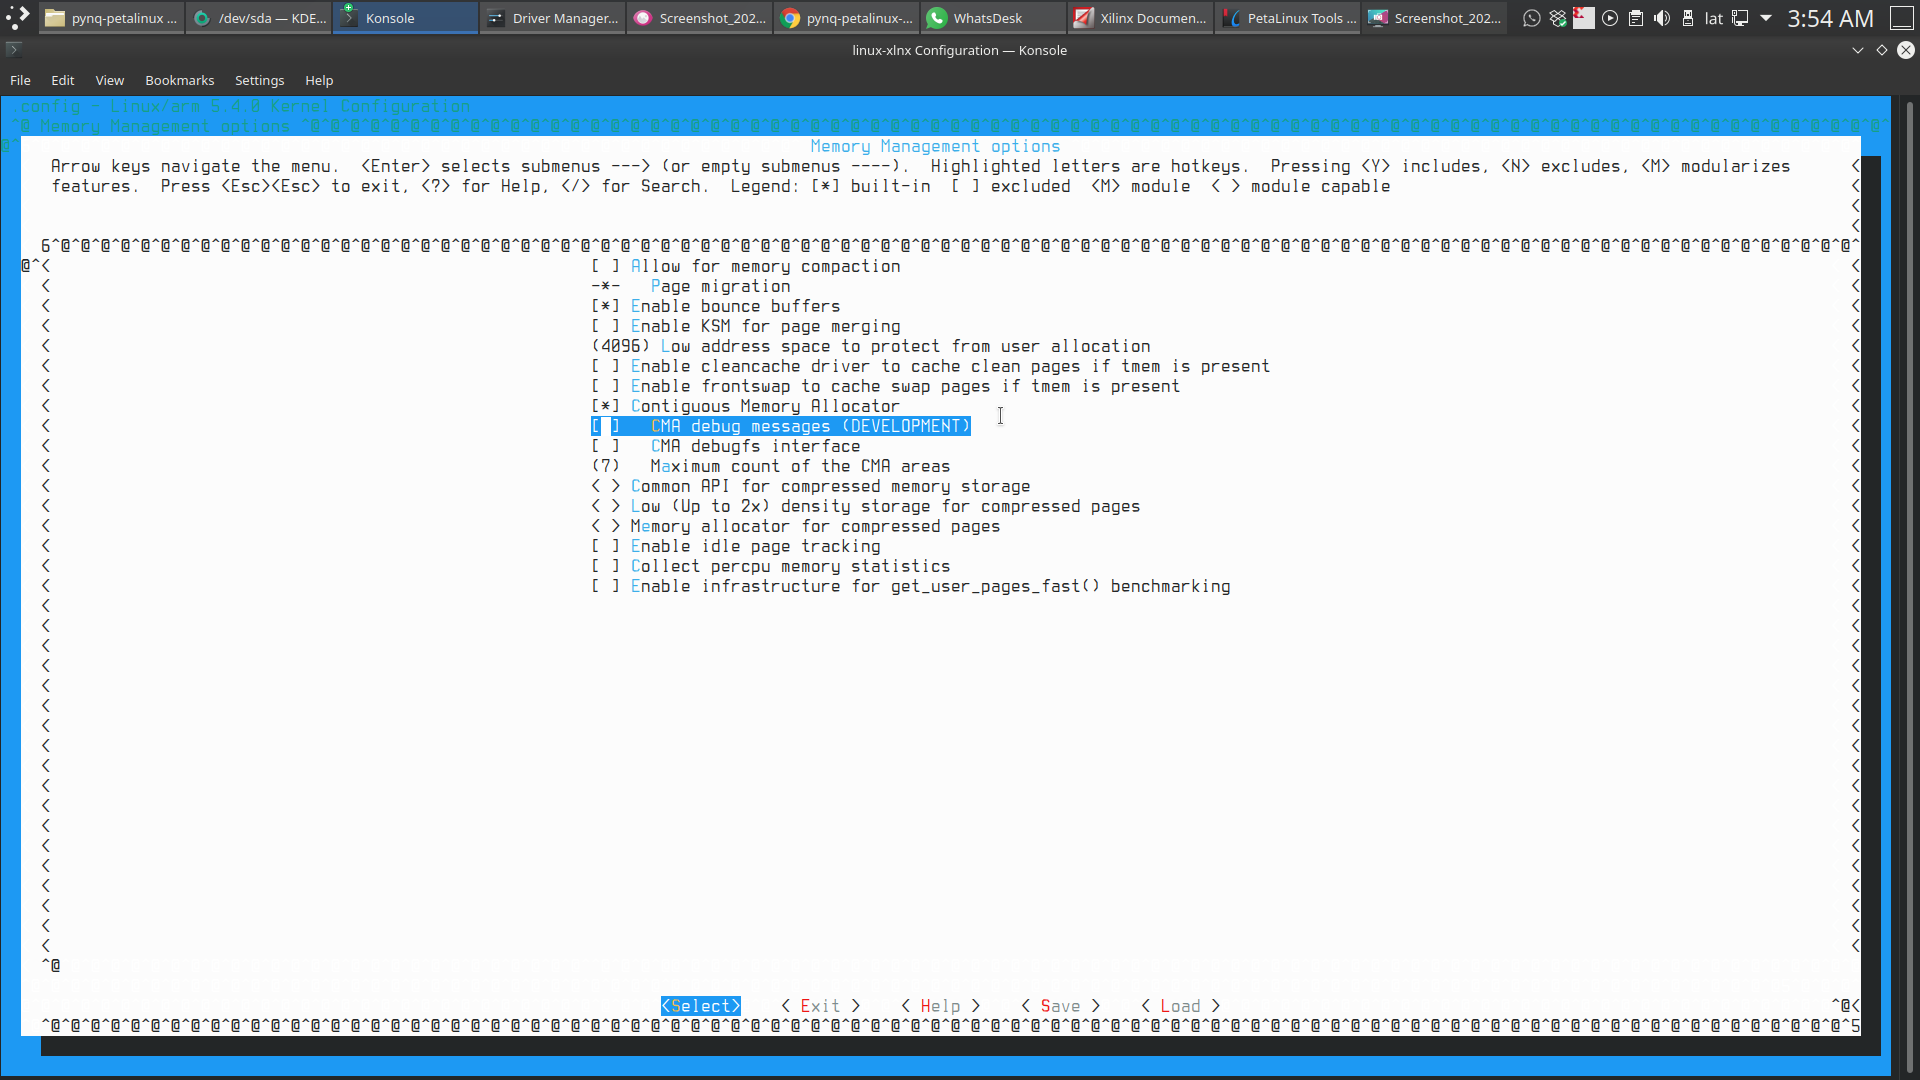 pynq-petalinux ...
/dev/sda — KDE...
Konsole
Driver Manager...
Screenshot_202...
pynq-petalinux-...
WhatsDesk
Xilinx Documen...
PetaLinux Tools ...
Screenshot_202...
lat
3:54 AM
linux-xlnx Configuration — Konsole
File Edit View Bookmarks Settings Help
.config - Linux/arm 5.4.0 Kernel Configuration
Memory Management options
Memory Management options
Arrow keys navigate the menu. <Enter> selects submenus ---> (or empty submenus ----). Highlighted letters are hotkeys. Pressing <Y> includes, <N> excludes, <M> modularizes
features. Press <Esc><Esc> to exit, <?> for Help, </> for Search. Legend: [*] built-in [ ] excluded <M> module < > module capable
[ ] Allow for memory compaction
-*- Page migration
[*] Enable bounce buffers
[ ] Enable KSM for page merging
(4096) Low address space to protect from user allocation
[ ] Enable cleancache driver to cache clean pages if tmem is present
[ ] Enable frontswap to cache swap pages if tmem is present
[*] Contiguous Memory Allocator
[ ] CMA debug messages (DEVELOPMENT)
[ ] CMA debugfs interface
(7) Maximum count of the CMA areas
< > Common API for compressed memory storage
< > Low (Up to 2x) density storage for compressed pages
< > Memory allocator for compressed pages
[ ] Enable idle page tracking
[ ] Collect percpu memory statistics
[ ] Enable infrastructure for get_user_pages_fast() benchmarking
<Select> < Exit > < Help > < Save > < Load >